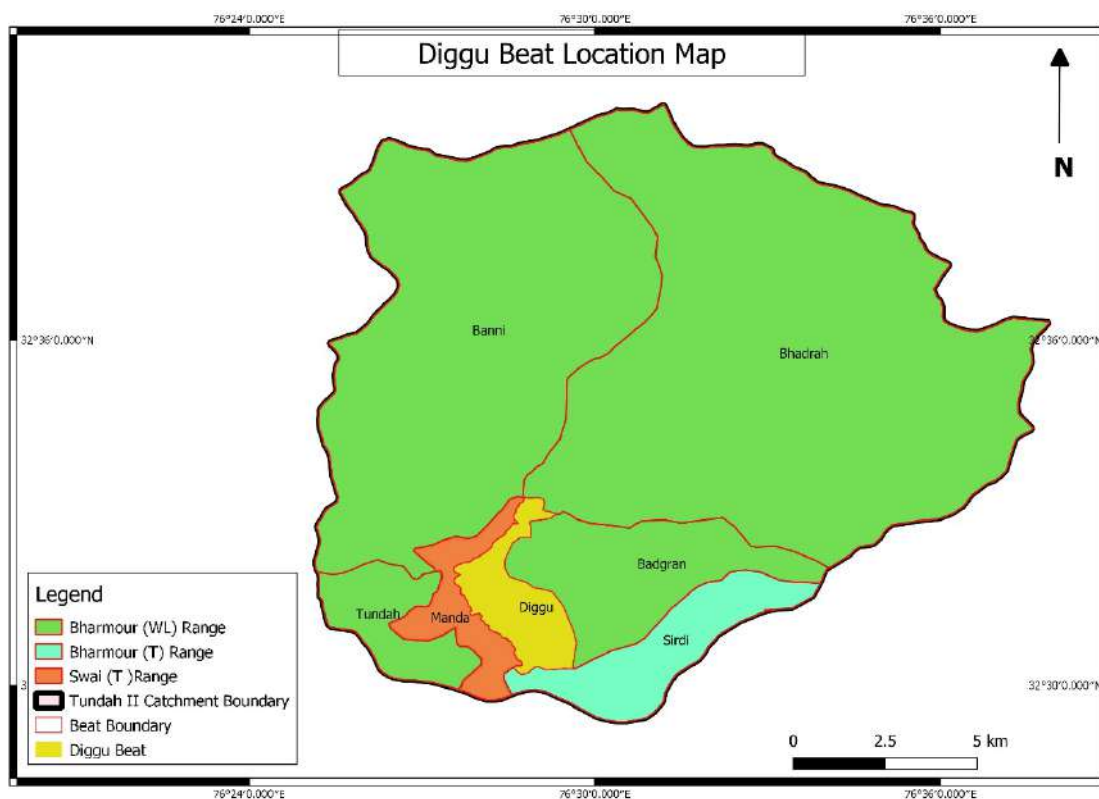 76°24'0.000"E 76°30'0.000"E 76°36'0.000"E
Diggu Beat Location Map
N
32°36'0.000"N
32°36'0.000"N
Banni
Bhadrah
Badgran
Tundah
Manda
Diggu
Sirdi
32°30'0.000"N
Legend
Bharmour (WL) Range
Bharmour (T) Range
Swai (T )Range
Tundah II Catchment Boundary
Beat Boundary
Diggu Beat
0 2.5 5 km
76°24'0.000"E 76°30'0.000"E 76°36'0.000"E